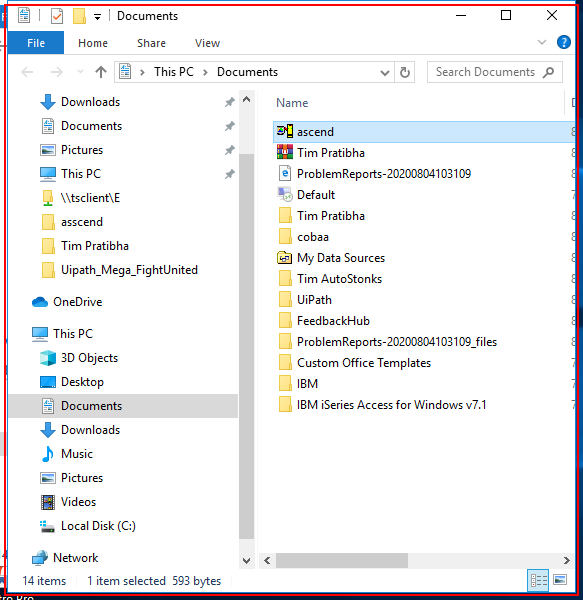 Documents
File Home Share View
This PC Documents Search Documents
Downloads
Documents
Pictures
This PC
\\tsclient\E
asscend
Tim Pratibha
Uipath_Mega_FightUnited
OneDrive
This PC
3D Objects
Desktop
Documents
Downloads
Music
Pictures
Videos
Local Disk (C:)
Network
Name
ascend
Tim Pratibha
ProblemReports-20200804103109
Default
Tim Pratibha
cobaa
My Data Sources
Tim AutoStonks
UiPath
FeedbackHub
ProblemReports-20200804103109_files
Custom Office Templates
IBM
IBM iSeries Access for Windows v7.1
14 items 1 item selected 593 bytes